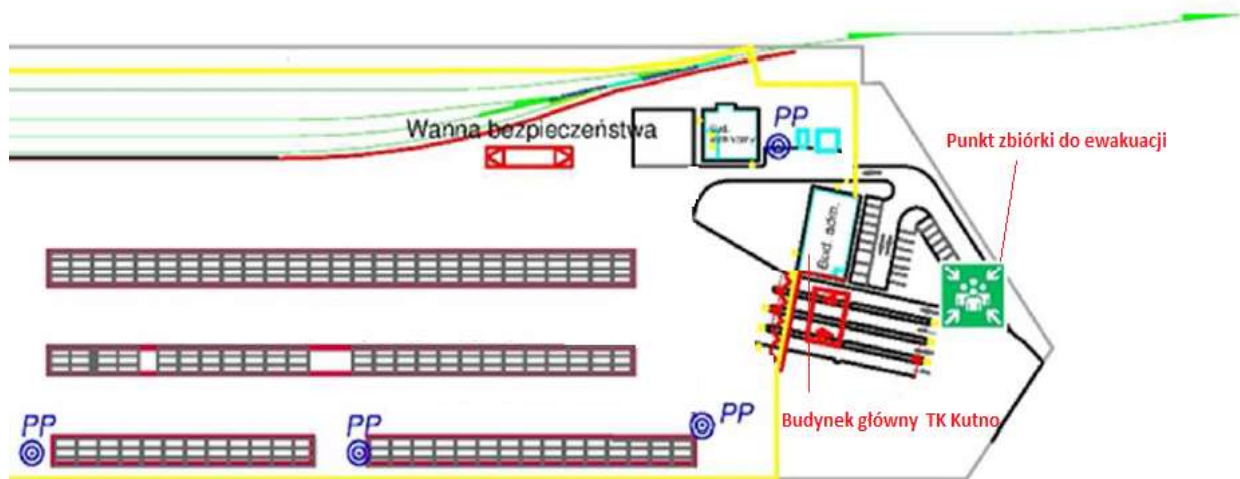 Wanna bezpieczeństwa
PP
Punkt zbiórki do ewakuacji
Bud. adm.
PP
PP
PP
Budynek główny TK Kutno